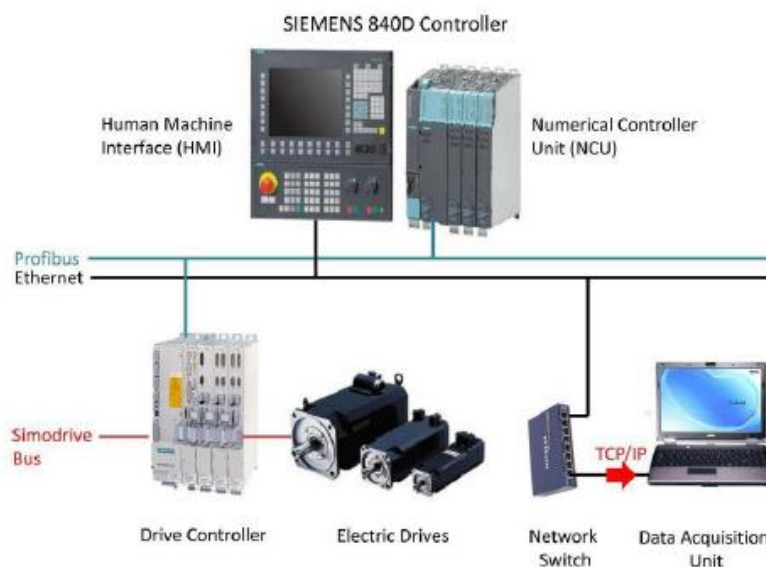 SIEMENS 840D Controller
Human Machine
Interface (HMI)
Numerical Controller
Unit (NCU)
Profibus
Ethernet
Simodrive
Bus
TCP/IP
Drive Controller
Electric Drives
Network
Switch
Data Acquisition
Unit